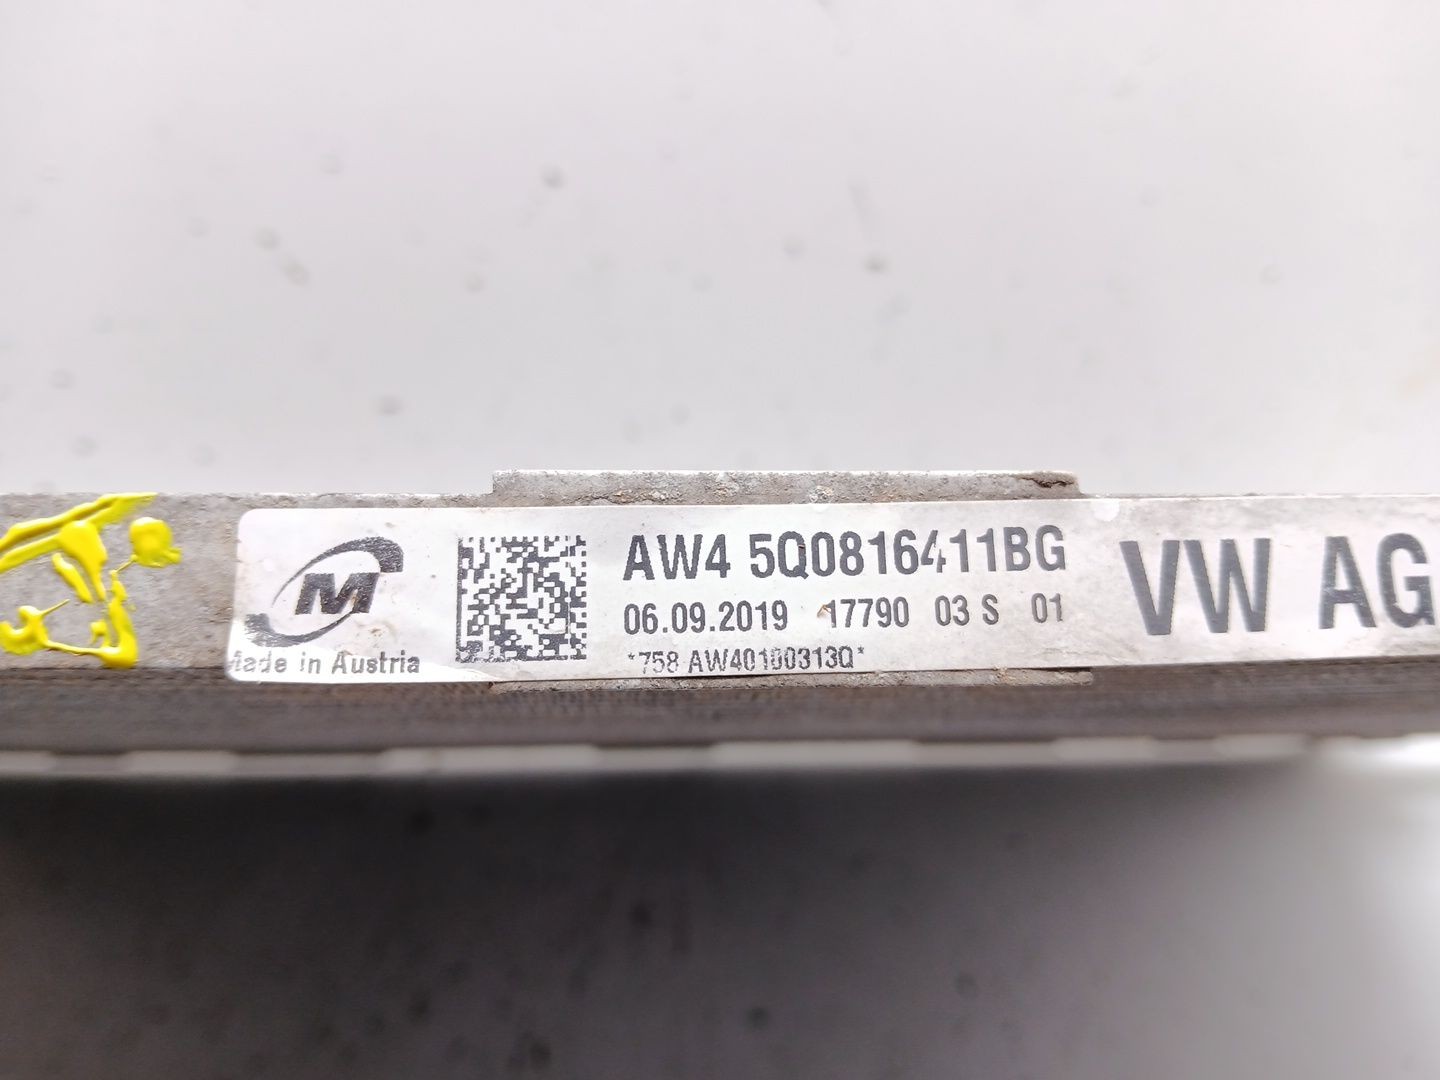 M
Made in Austria
AW4 5Q0816411BG
06.09.2019 17790 03 S 01
*758 AW40100313Q*
VW AG